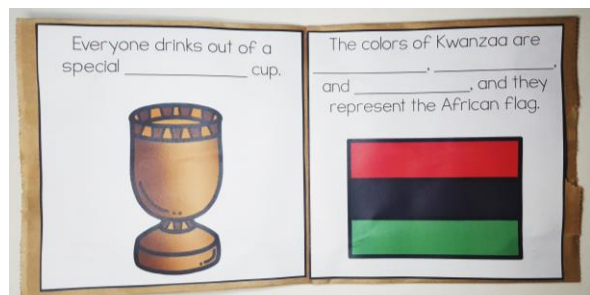 Everyone drinks out of a
special ____________ cup.
The colors of Kwanzaa are
____________, ____________,
and ____________, and they
represent the African flag.